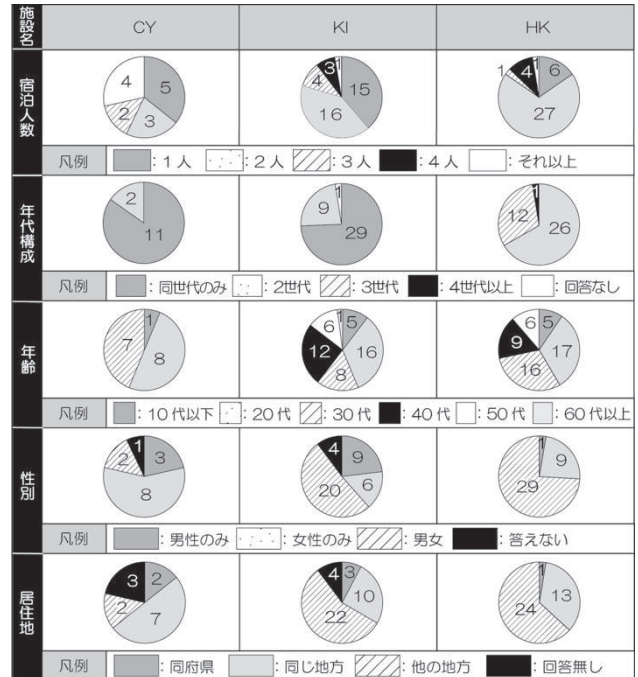 施設名 CY KI HK
宿泊人数
5 3 2 4
15 16 4 3 1
6 27 1 4 1
凡例 :1人 :2人 :3人 :4人 :それ以上
年代構成
11 2
29 9 1
26 12 1
凡例 :同世代のみ :2世代 :3世代 :4世代以上 :回答なし
年齢
1 8 7
5 16 8 12 6 1
5 17 16 9 6
凡例 :10代以下 :20代 :30代 :40代 :50代 :60代以上
性別
3 8 2 1
9 6 20 4
1 9 29
凡例 :男性のみ :女性のみ :男女 :答えない
居住地
2 7 2 3
3 10 22 4
1 13 24
凡例 :同府県 :同じ地方 :他の地方 :回答無し